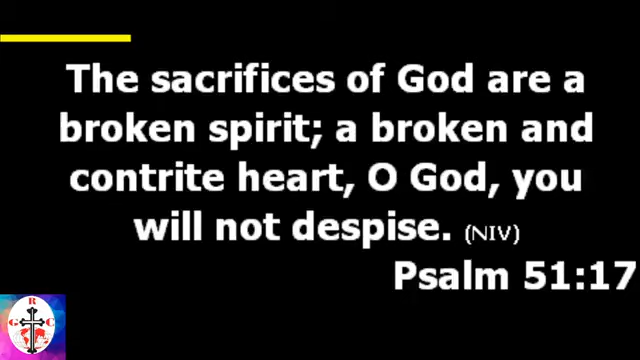 The sacrifices of God are a
broken spirit; a broken and
contrite heart, O God, you
will not despise. (NIV)
Psalm 51:17
R
G C